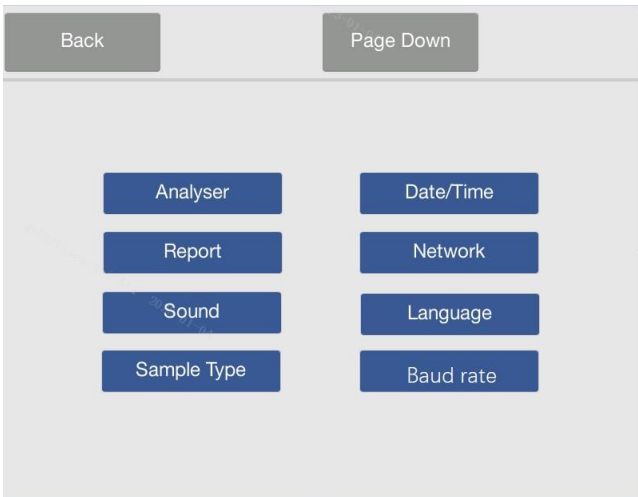 Back
Page Down
Analyser
Date/Time
Report
Network
Sound
Language
Sample Type
Baud rate